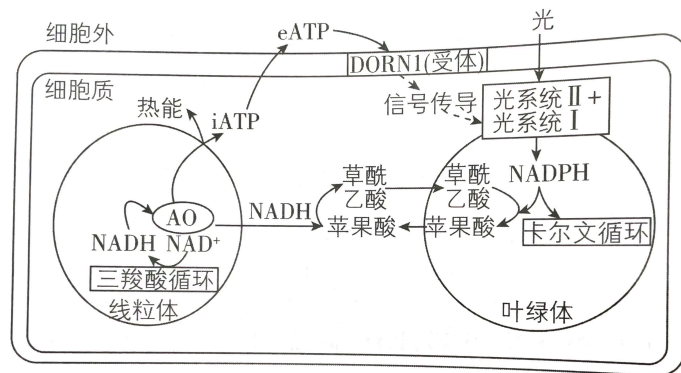 细胞外
eATP
光
DORN1(受体)
细胞质
热能
iATP
信号传导
光系统Ⅱ+
光系统Ⅰ
草酰
乙酸
草酰
乙酸
NADPH
AO
NADH
苹果酸
苹果酸
卡尔文循环
NADH NAD⁺
三羧酸循环
线粒体
叶绿体